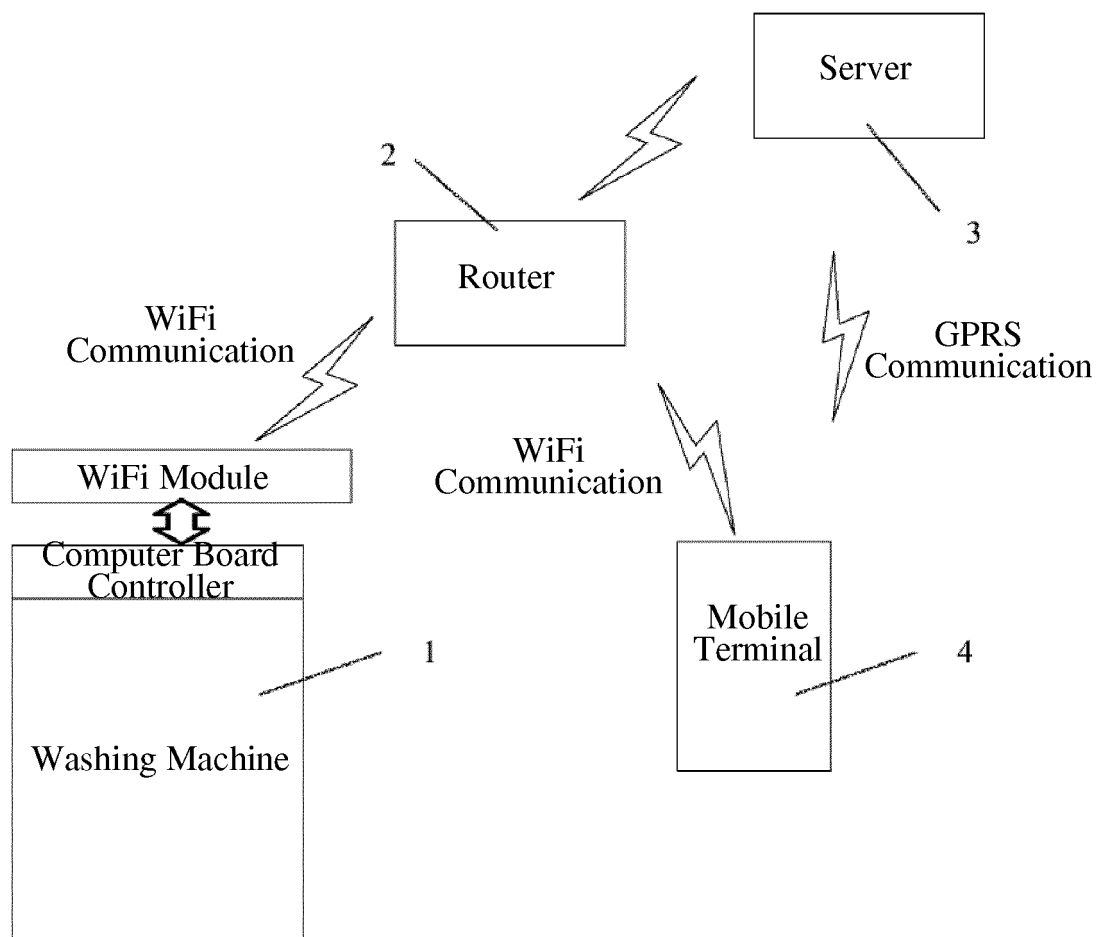 Server
2
3
Router
WiFi
Communication
GPRS
Communication
WiFi
Communication
WiFi Module
Computer Board
Controller
Mobile
Terminal
1
4
Washing Machine